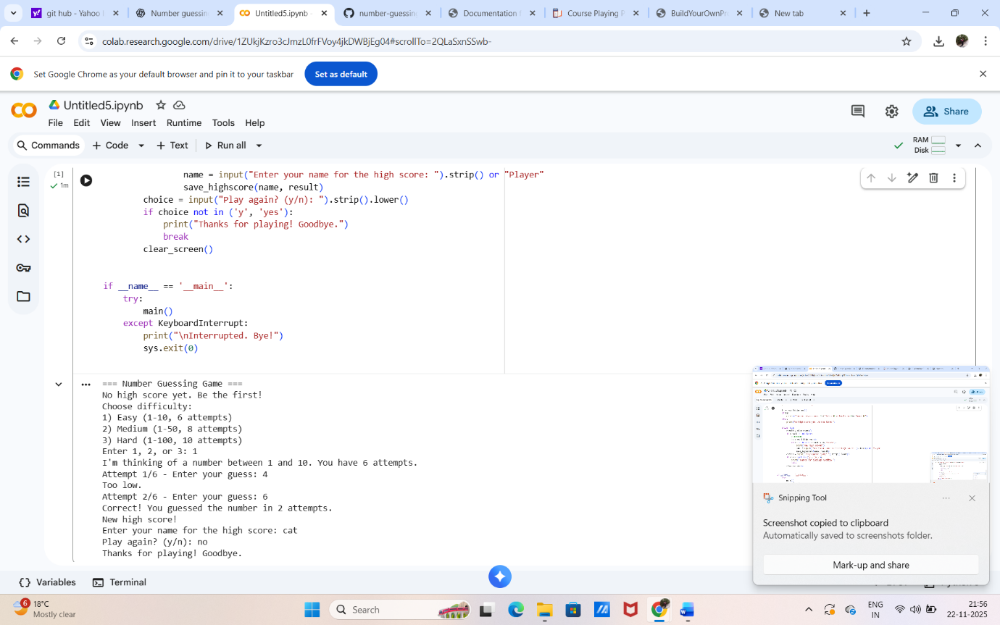 git hub - Yahoo
Number guessin
Untitled5.ipynb
number-guessin
Documentation f
Course Playing P
BuildYourOwnPr
New tab
colab.research.google.com/drive/1ZUkjKzro3cJmzL0frFVoy4jkDWBjEg04#scrollTo=2QLaSxnSSwb-
Set Google Chrome as your default browser and pin it to your taskbar
Set as default
Untitled5.ipynb
File Edit View Insert Runtime Tools Help
Share
Commands + Code + Text Run all
RAM
Disk
[1]
1m
name = input("Enter your name for the high score: ").strip() or "Player"
save_highscore(name, result)
choice = input("Play again? (y/n): ").strip().lower()
if choice not in ('y', 'yes'):
print("Thanks for playing! Goodbye.")
break
clear_screen()
if __name__ == '__main__':
try:
main()
except KeyboardInterrupt:
print("\nInterrupted. Bye!")
sys.exit(0)
=== Number Guessing Game ===
No high score yet. Be the first!
Choose difficulty:
1) Easy (1-10, 6 attempts)
2) Medium (1-50, 8 attempts)
3) Hard (1-100, 10 attempts)
Enter 1, 2, or 3: 1
I'm thinking of a number between 1 and 10. You have 6 attempts.
Attempt 1/6 - Enter your guess: 4
Too low.
Attempt 2/6 - Enter your guess: 6
Correct! You guessed the number in 2 attempts.
New high score!
Enter your name for the high score: cat
Play again? (y/n): no
Thanks for playing! Goodbye.
Snipping Tool
Screenshot copied to clipboard
Automatically saved to screenshots folder.
Mark-up and share
{} Variables
Terminal
6
18°C
Mostly clear
Search
ENG
IN
21:56
22-11-2025